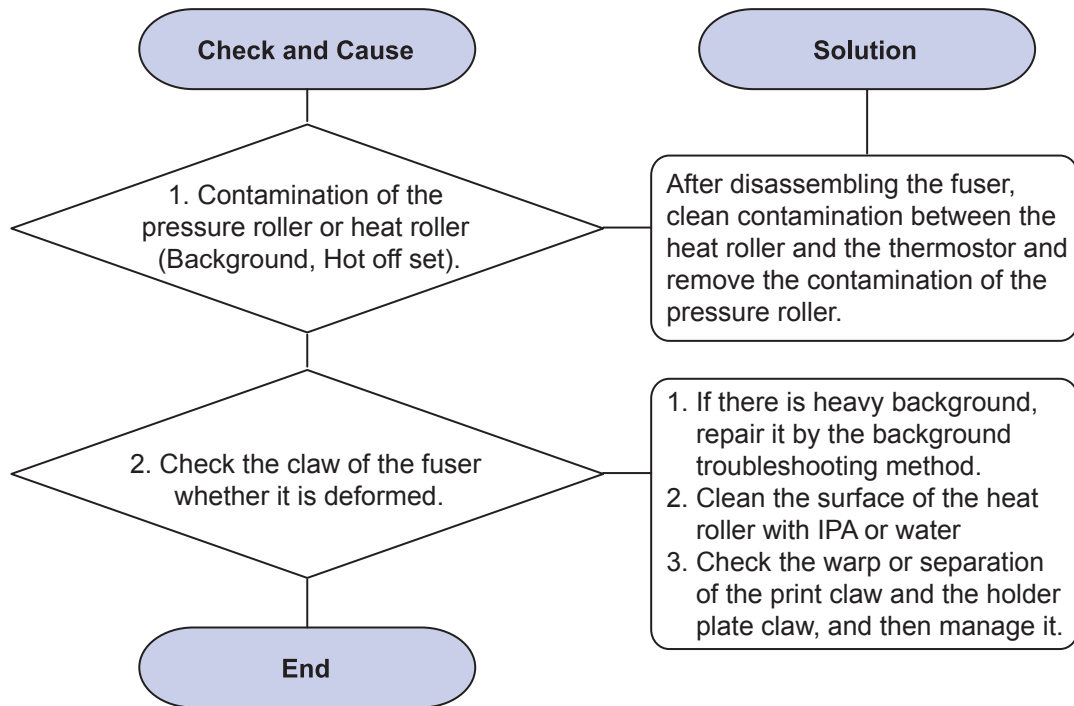 Check and Cause
Solution
1. Contamination of the
pressure roller or heat roller
(Background, Hot off set).
After disassembling the fuser,
clean contamination between the
heat roller and the thermostor and
remove the contamination of the
pressure roller.
2. Check the claw of the fuser
whether it is deformed.
1. If there is heavy background,
repair it by the background
troubleshooting method.
2. Clean the surface of the heat
roller with IPA or water
3. Check the warp or separation
of the print claw and the holder
plate claw, and then manage it.
End